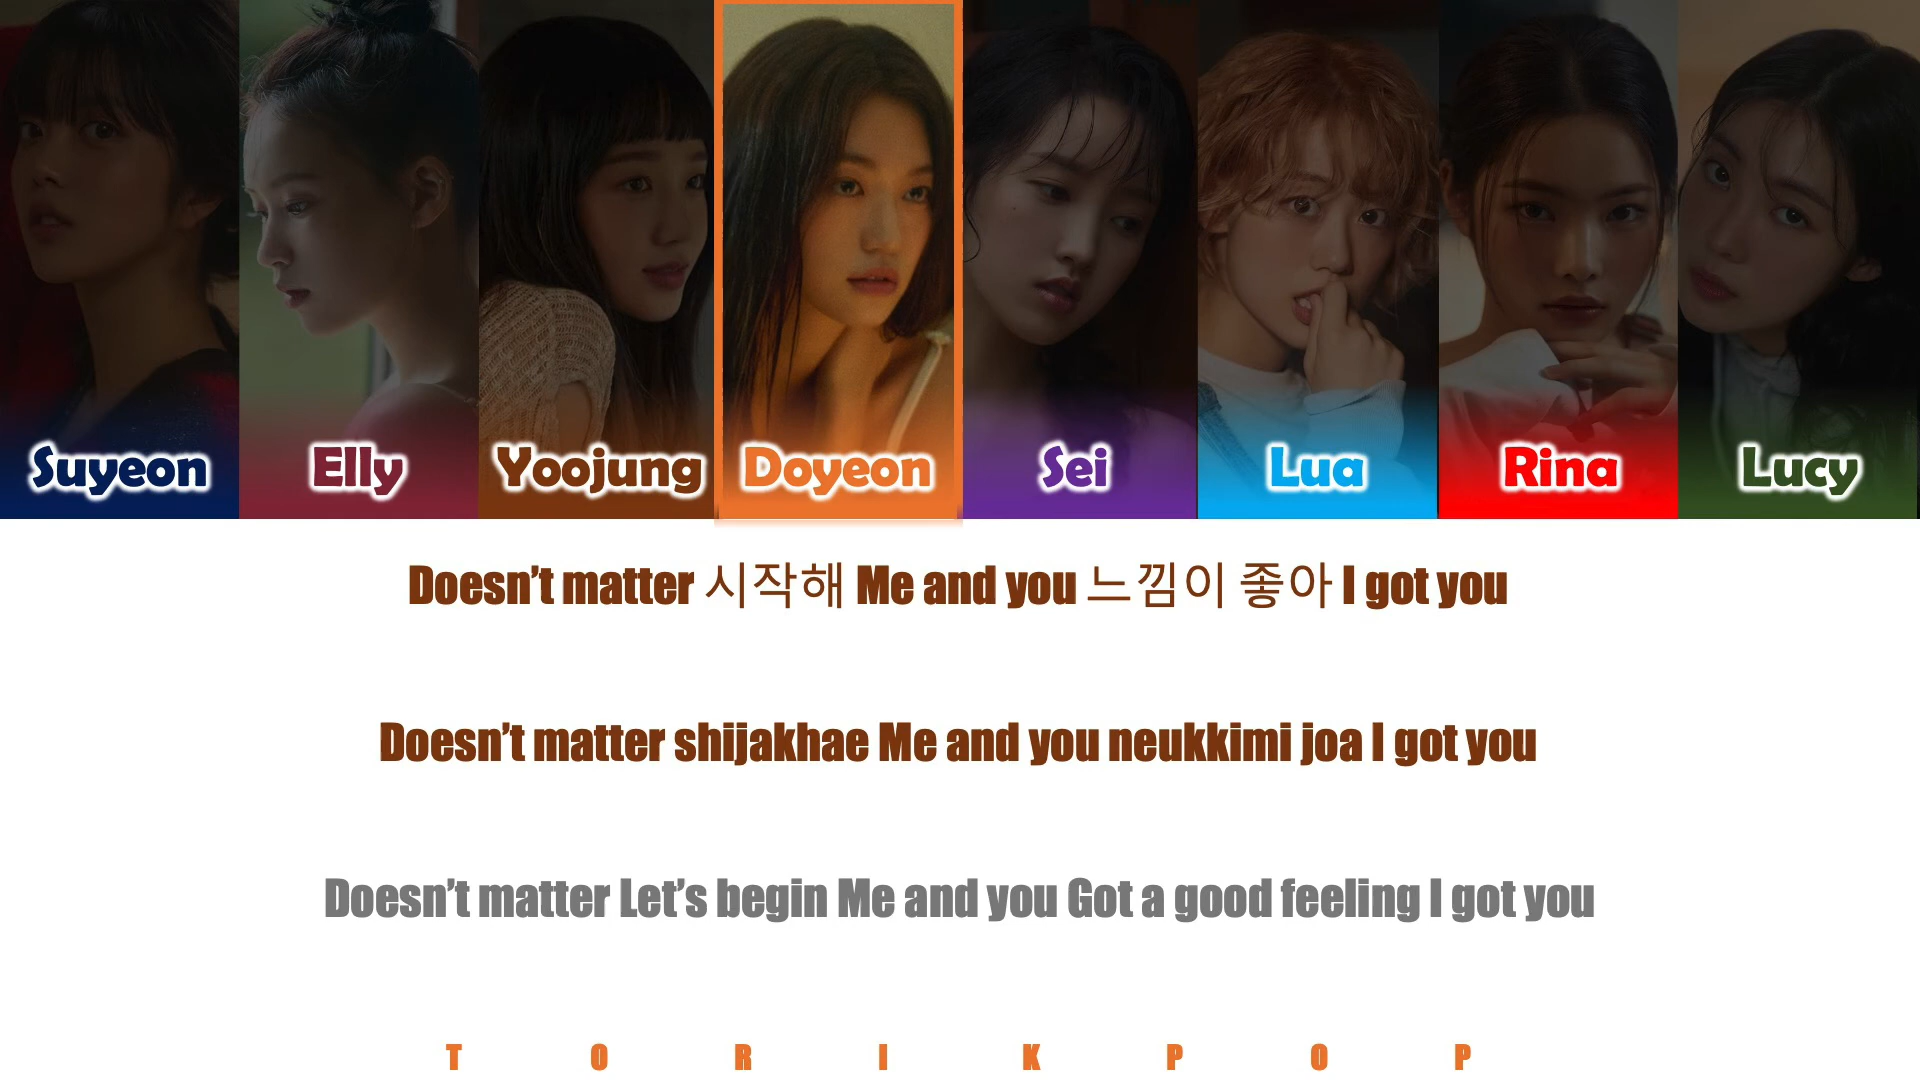 Suyeon Elly Yoojung Doyeon Sei Lua Rina Lucy
Doesn’t matter 시작해 Me and you 느낌이 좋아 I got you
Doesn’t matter shijakhae Me and you neukkimi joa I got you
Doesn’t matter Let’s begin Me and you Got a good feeling I got you
T O R I K P O P